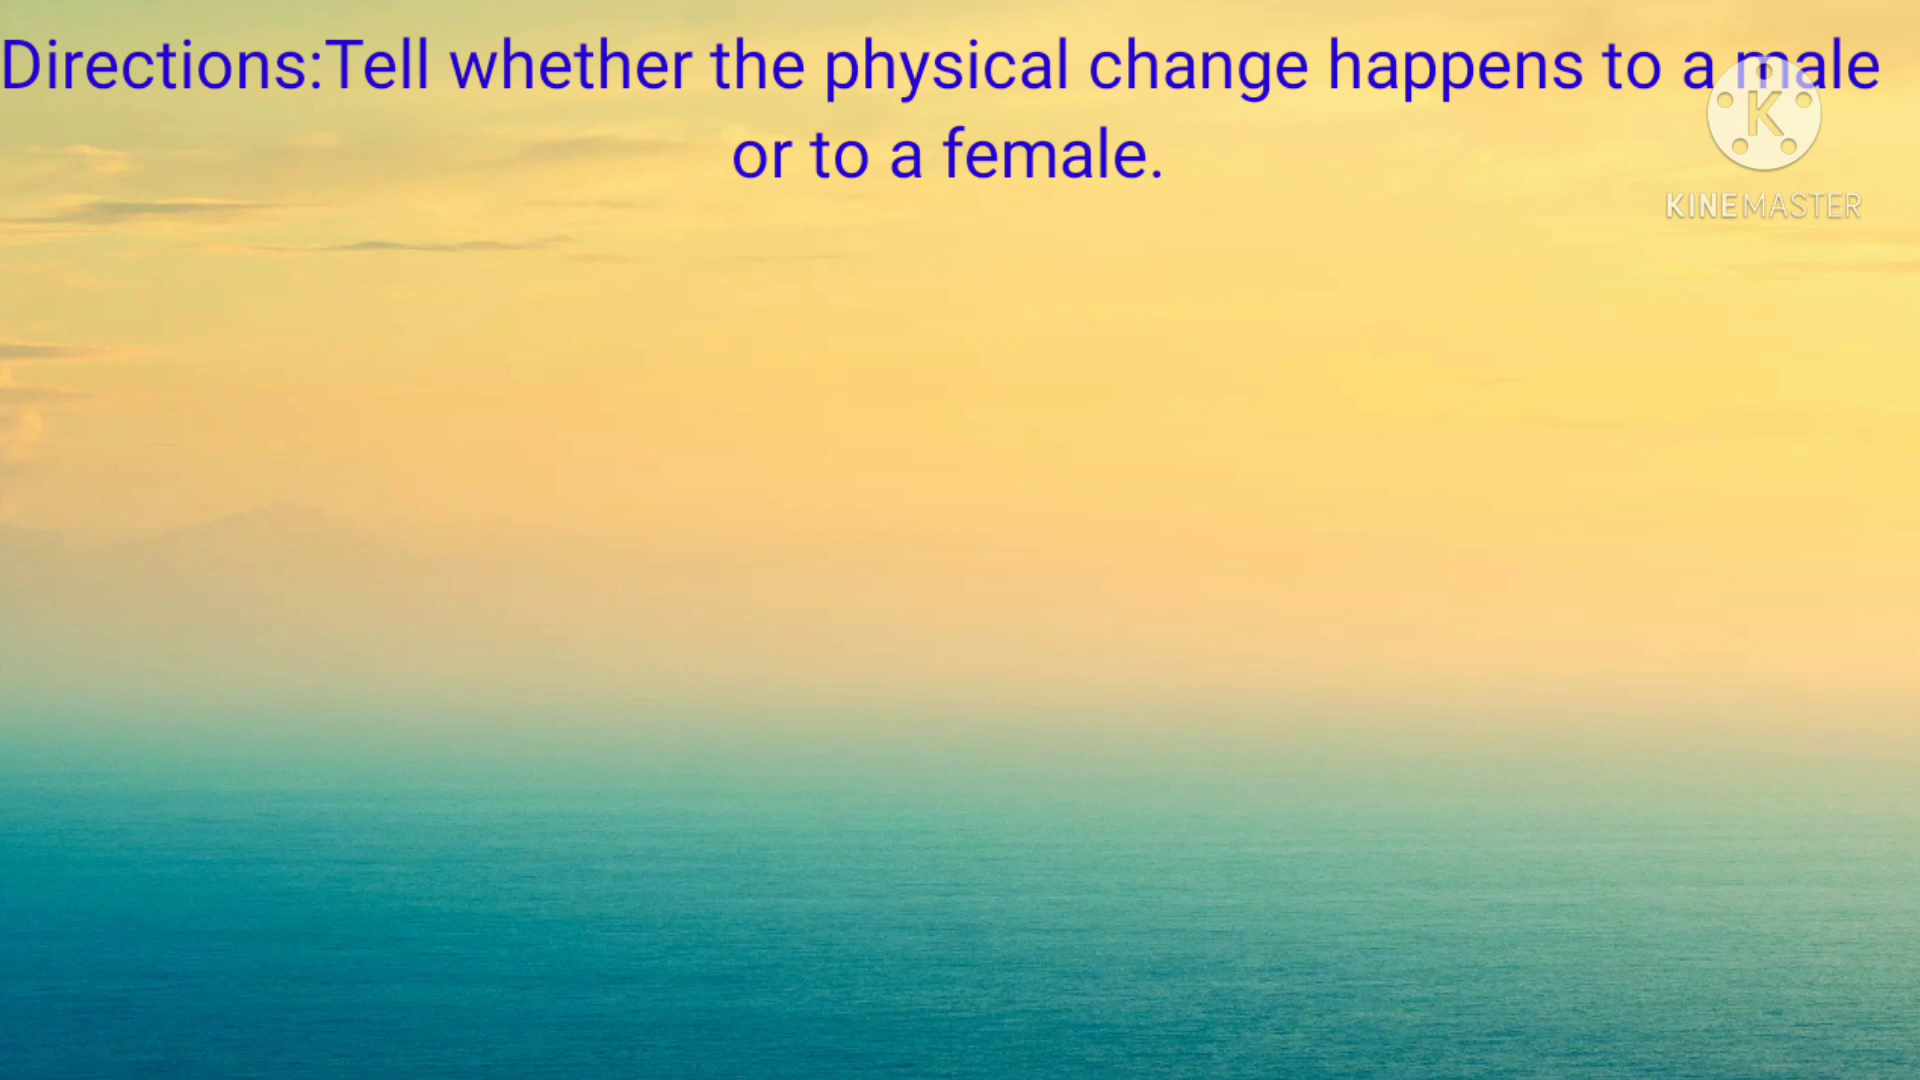 Directions:Tell whether the physical change happens to a male
or to a female.
K
KINEMASTER